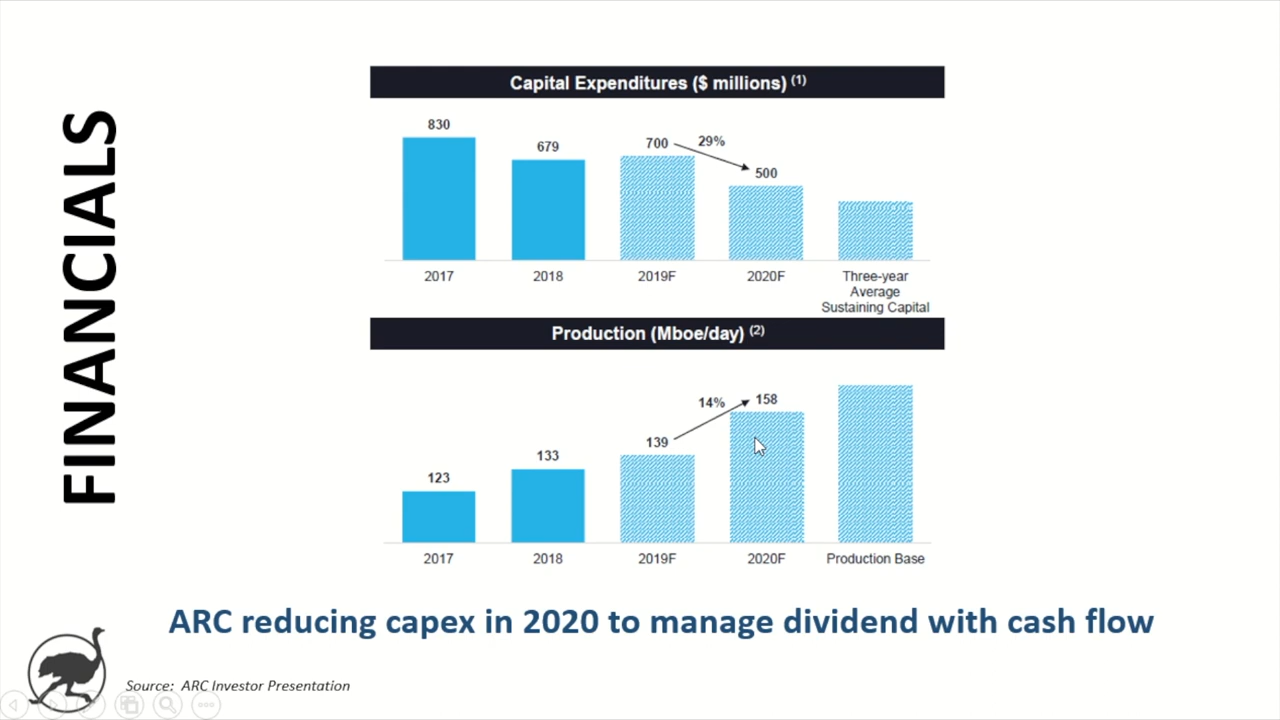 FINANCIALS
Capital Expenditures ($ millions) (1)
830
679
700
29%
500
2017
2018
2019F
2020F
Three-year
Average
Sustaining Capital
Production (Mboe/day) (2)
123
133
139
14%
158
2017
2018
2019F
2020F
Production Base
ARC reducing capex in 2020 to manage dividend with cash flow
Source: ARC Investor Presentation